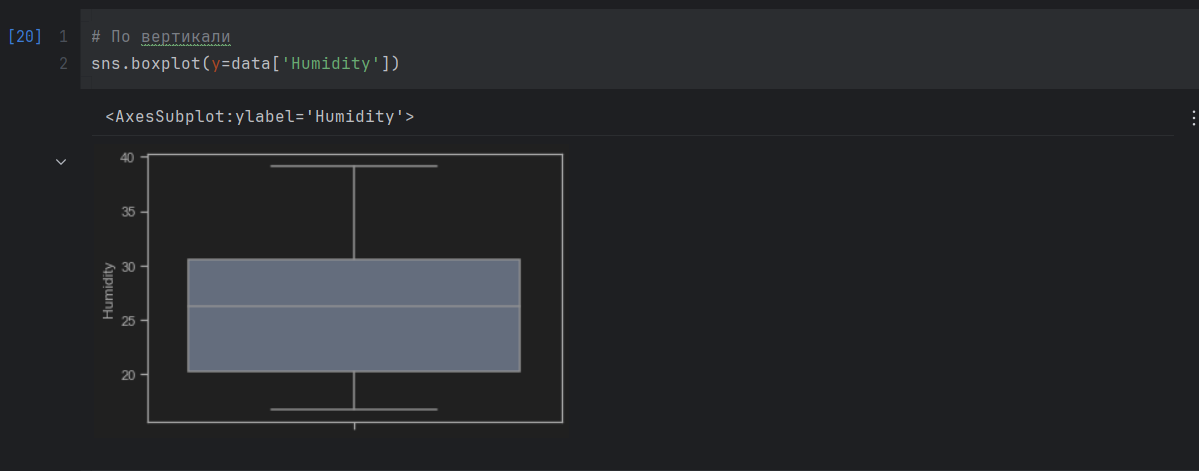 [20] 1 # По вертикали
2 sns.boxplot(y=data['Humidity'])
<AxesSubplot:ylabel='Humidity'>
40
35
30
25
20
Humidity